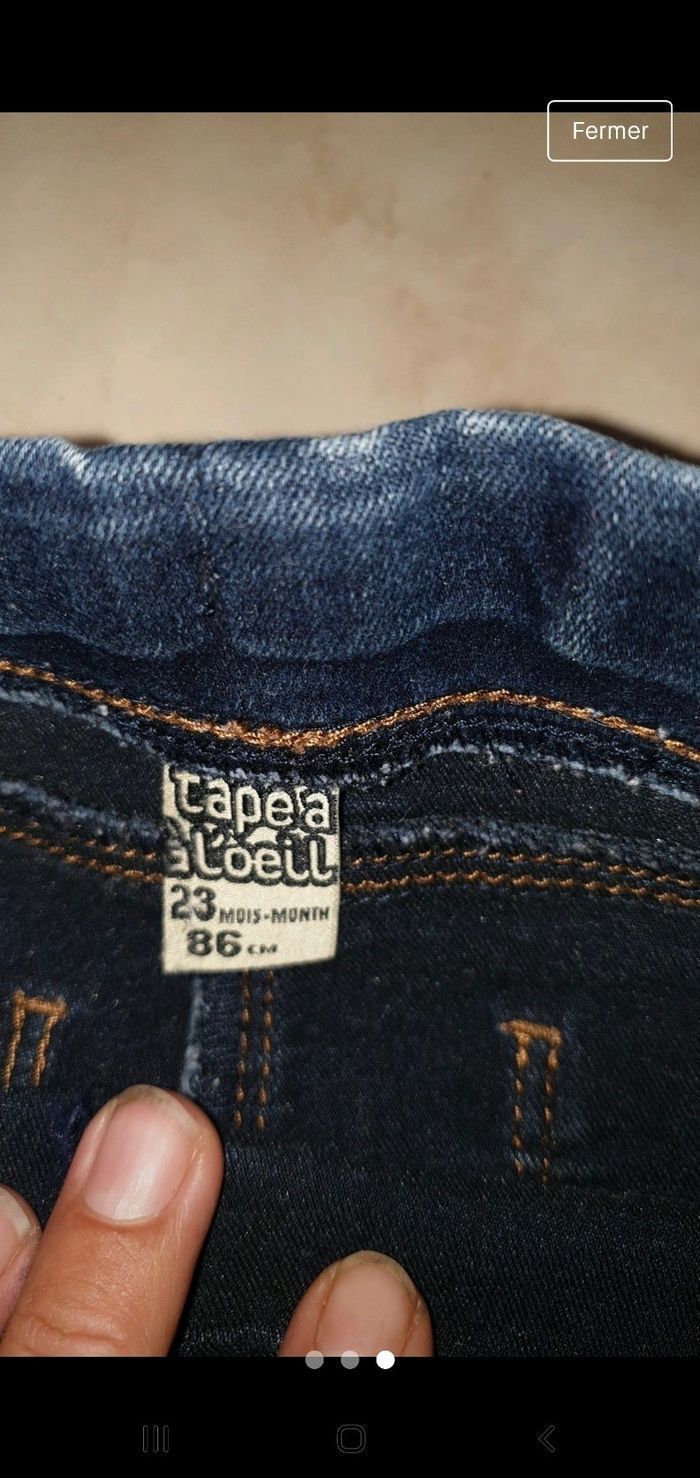 Fermer
tape à
l'oeil
23 MOIS-MONTH
86 CM